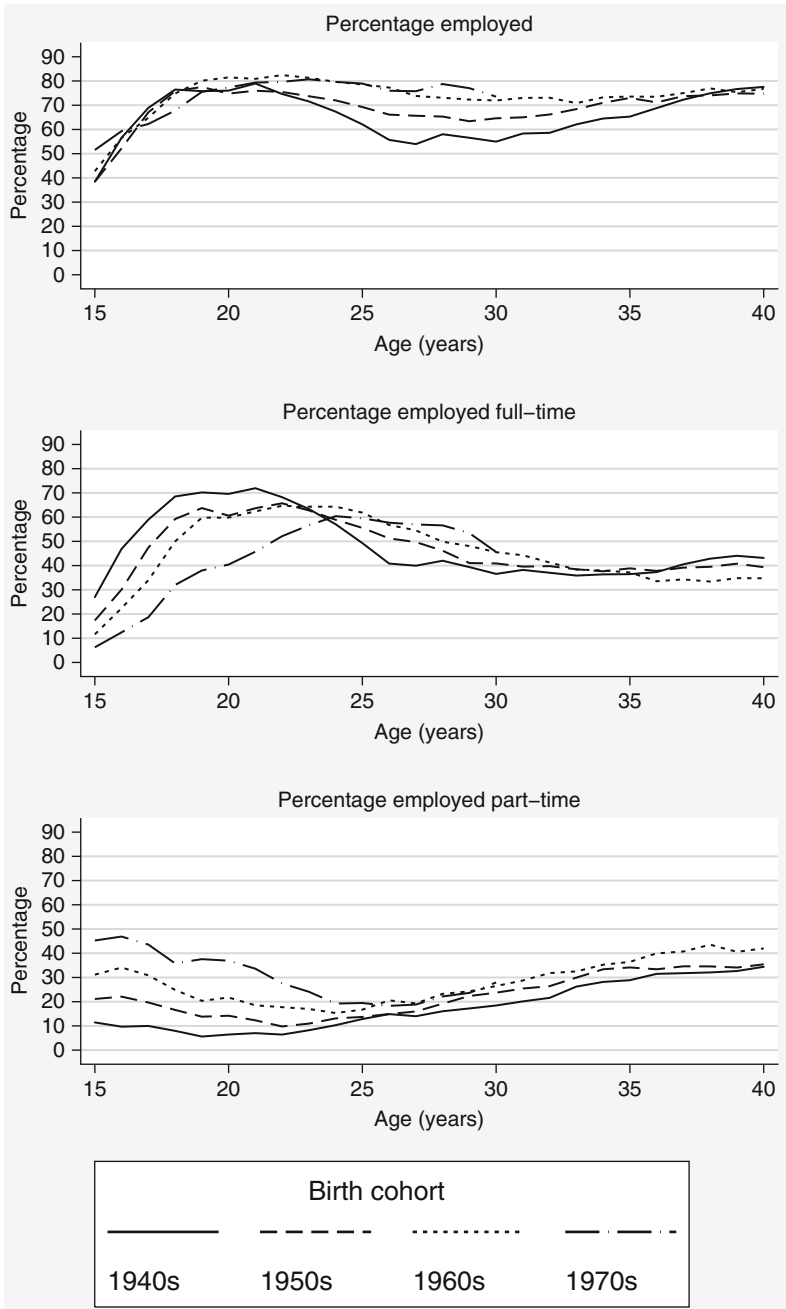 Percentage employed
90
80
70
60
50
40
30
20
10
0
Percentage
15 20 25 30 35 40
Age (years)
Percentage employed full–time
90
80
70
60
50
40
30
20
10
0
Percentage
15 20 25 30 35 40
Age (years)
Percentage employed part–time
90
80
70
60
50
40
30
20
10
0
Percentage
15 20 25 30 35 40
Age (years)
Birth cohort
1940s 1950s 1960s 1970s